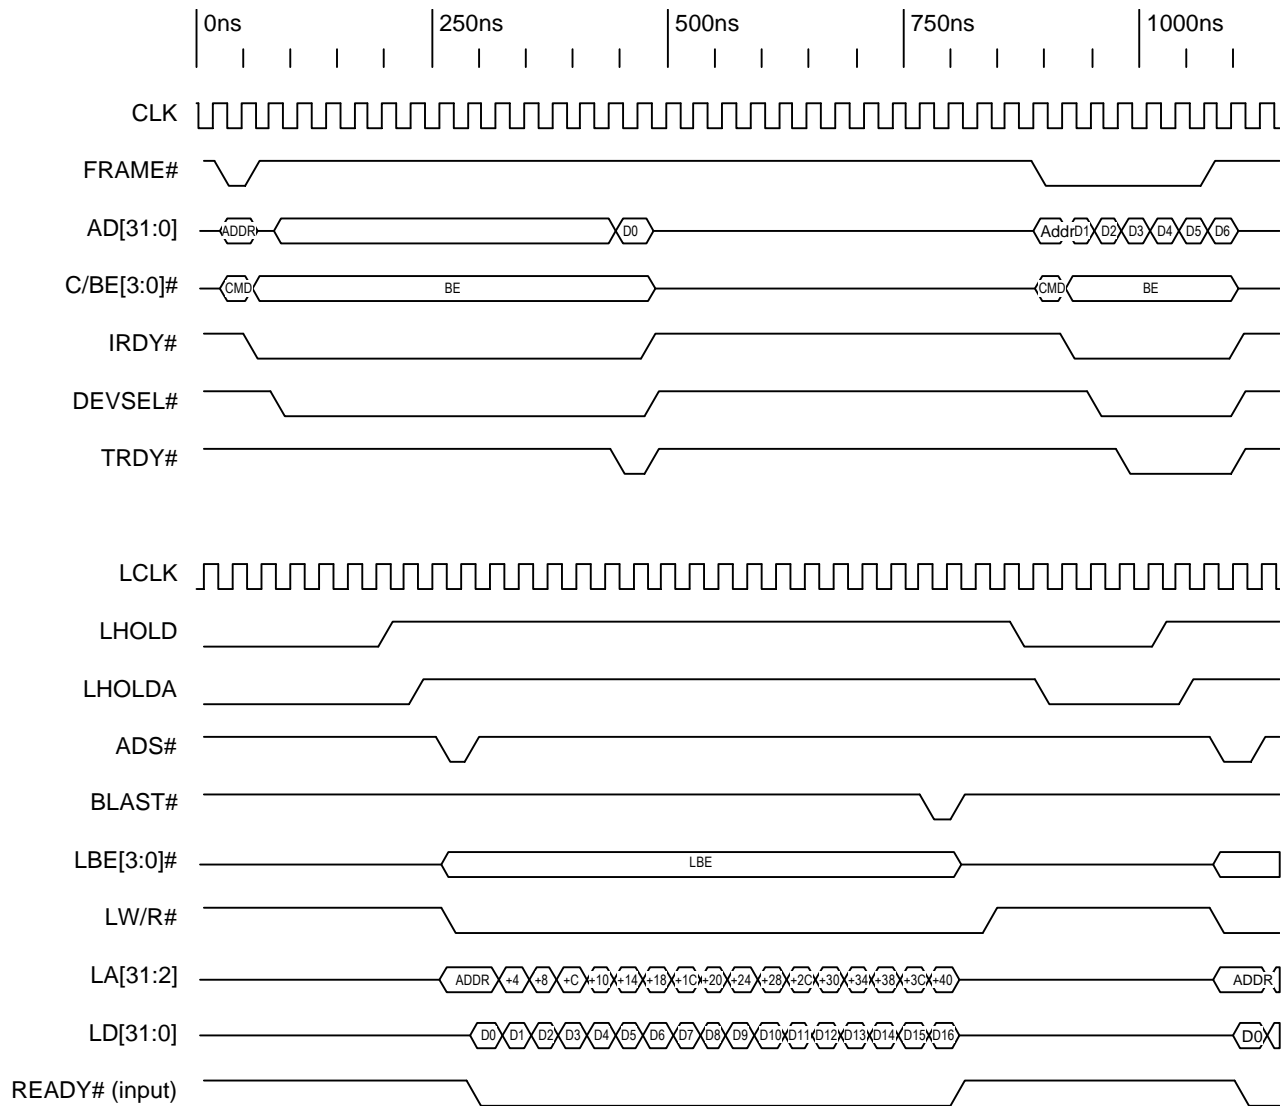 0ns 250ns 500ns 750ns 1000ns
CLK
FRAME#
AD[31:0] ADDR D0 Addr D1 D2 D3 D4 D5 D6
C/BE[3:0]# CMD BE CMD BE
IRDY#
DEVSEL#
TRDY#
LCLK
LHOLD
LHOLDA
ADS#
BLAST#
LBE[3:0]# LBE
LW/R#
LA[31:2] ADDR +4 +8 +C +10 +14 +18 +1C +20 +24 +28 +2C +30 +34 +38 +3C +40 ADDR
LD[31:0] D0 D1 D2 D3 D4 D5 D6 D7 D8 D9 D10 D11 D12 D13 D14 D15 D16 D0
READY# (input)